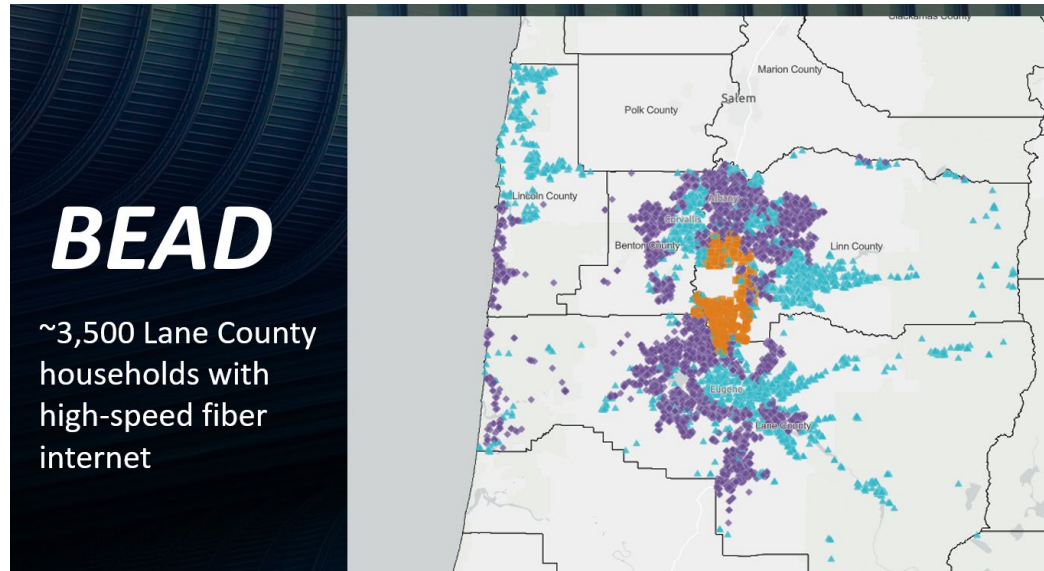 BEAD
~3,500 Lane County
households with
high-speed fiber
internet
Clackamas County
Marion County
Salem
Polk County
Lincoln County
Albany
Corvallis
Benton County
Linn County
Eugene
Lane County